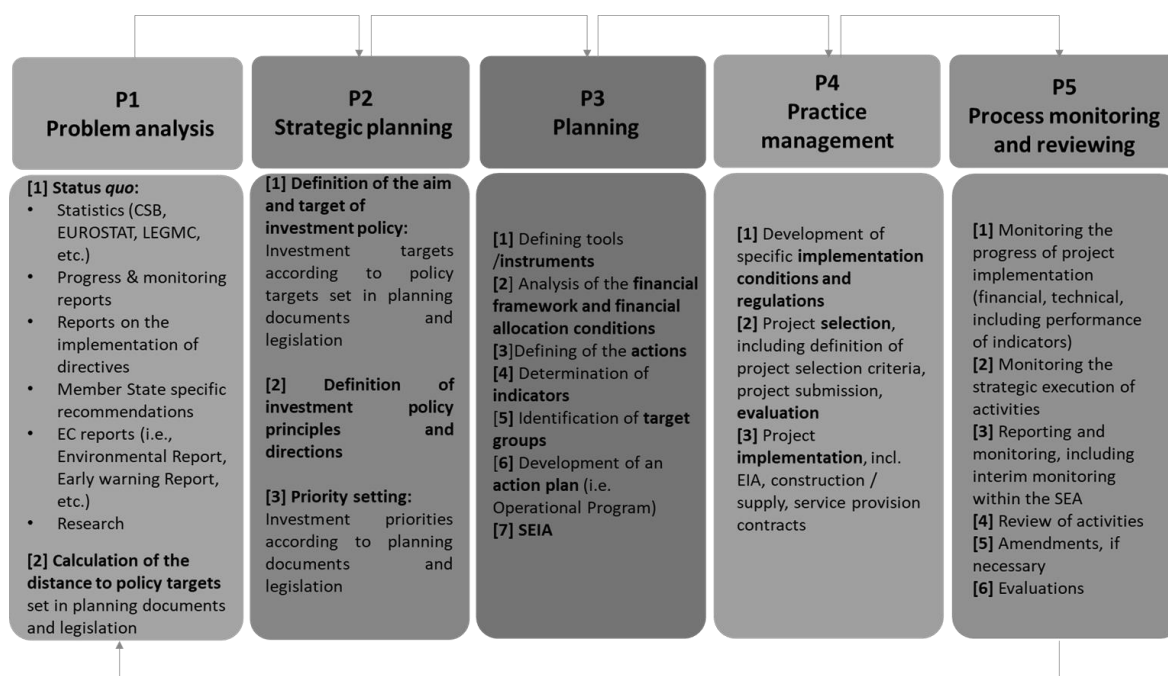 P1
Problem analysis
[1] Status quo:
• Statistics (CSB,
EUROSTAT, LEGMC,
etc.)
• Progress & monitoring
reports
• Reports on the
implementation of
directives
• Member State specific
recommendations
• EC reports (i.e.,
Environmental Report,
Early warning Report,
etc.)
• Research
[2] Calculation of the
distance to policy targets
set in planning documents
and legislation
P2
Strategic planning
[1] Definition of the aim
and target of
investment policy:
Investment targets
according to policy
targets set in planning
documents and
legislation
[2] Definition of
investment policy
principles and
directions
[3] Priority setting:
Investment priorities
according to planning
documents and
legislation
P3
Planning
[1] Defining tools
/instruments
[2] Analysis of the financial
framework and financial
allocation conditions
[3]Defining of the actions
[4] Determination of
indicators
[5] Identification of target
groups
[6] Development of an
action plan (i.e.
Operational Program)
[7] SEIA
P4
Practice
management
[1] Development of
specific implementation
conditions and
regulations
[2] Project selection,
including definition of
project selection criteria,
project submission,
evaluation
[3] Project
implementation, incl.
EIA, construction /
supply, service provision
contracts
P5
Process monitoring
and reviewing
[1] Monitoring the
progress of project
implementation
(financial, technical,
including performance
of indicators)
[2] Monitoring the
strategic execution of
activities
[3] Reporting and
monitoring, including
interim monitoring
within the SEA
[4] Review of activities
[5] Amendments, if
necessary
[6] Evaluations